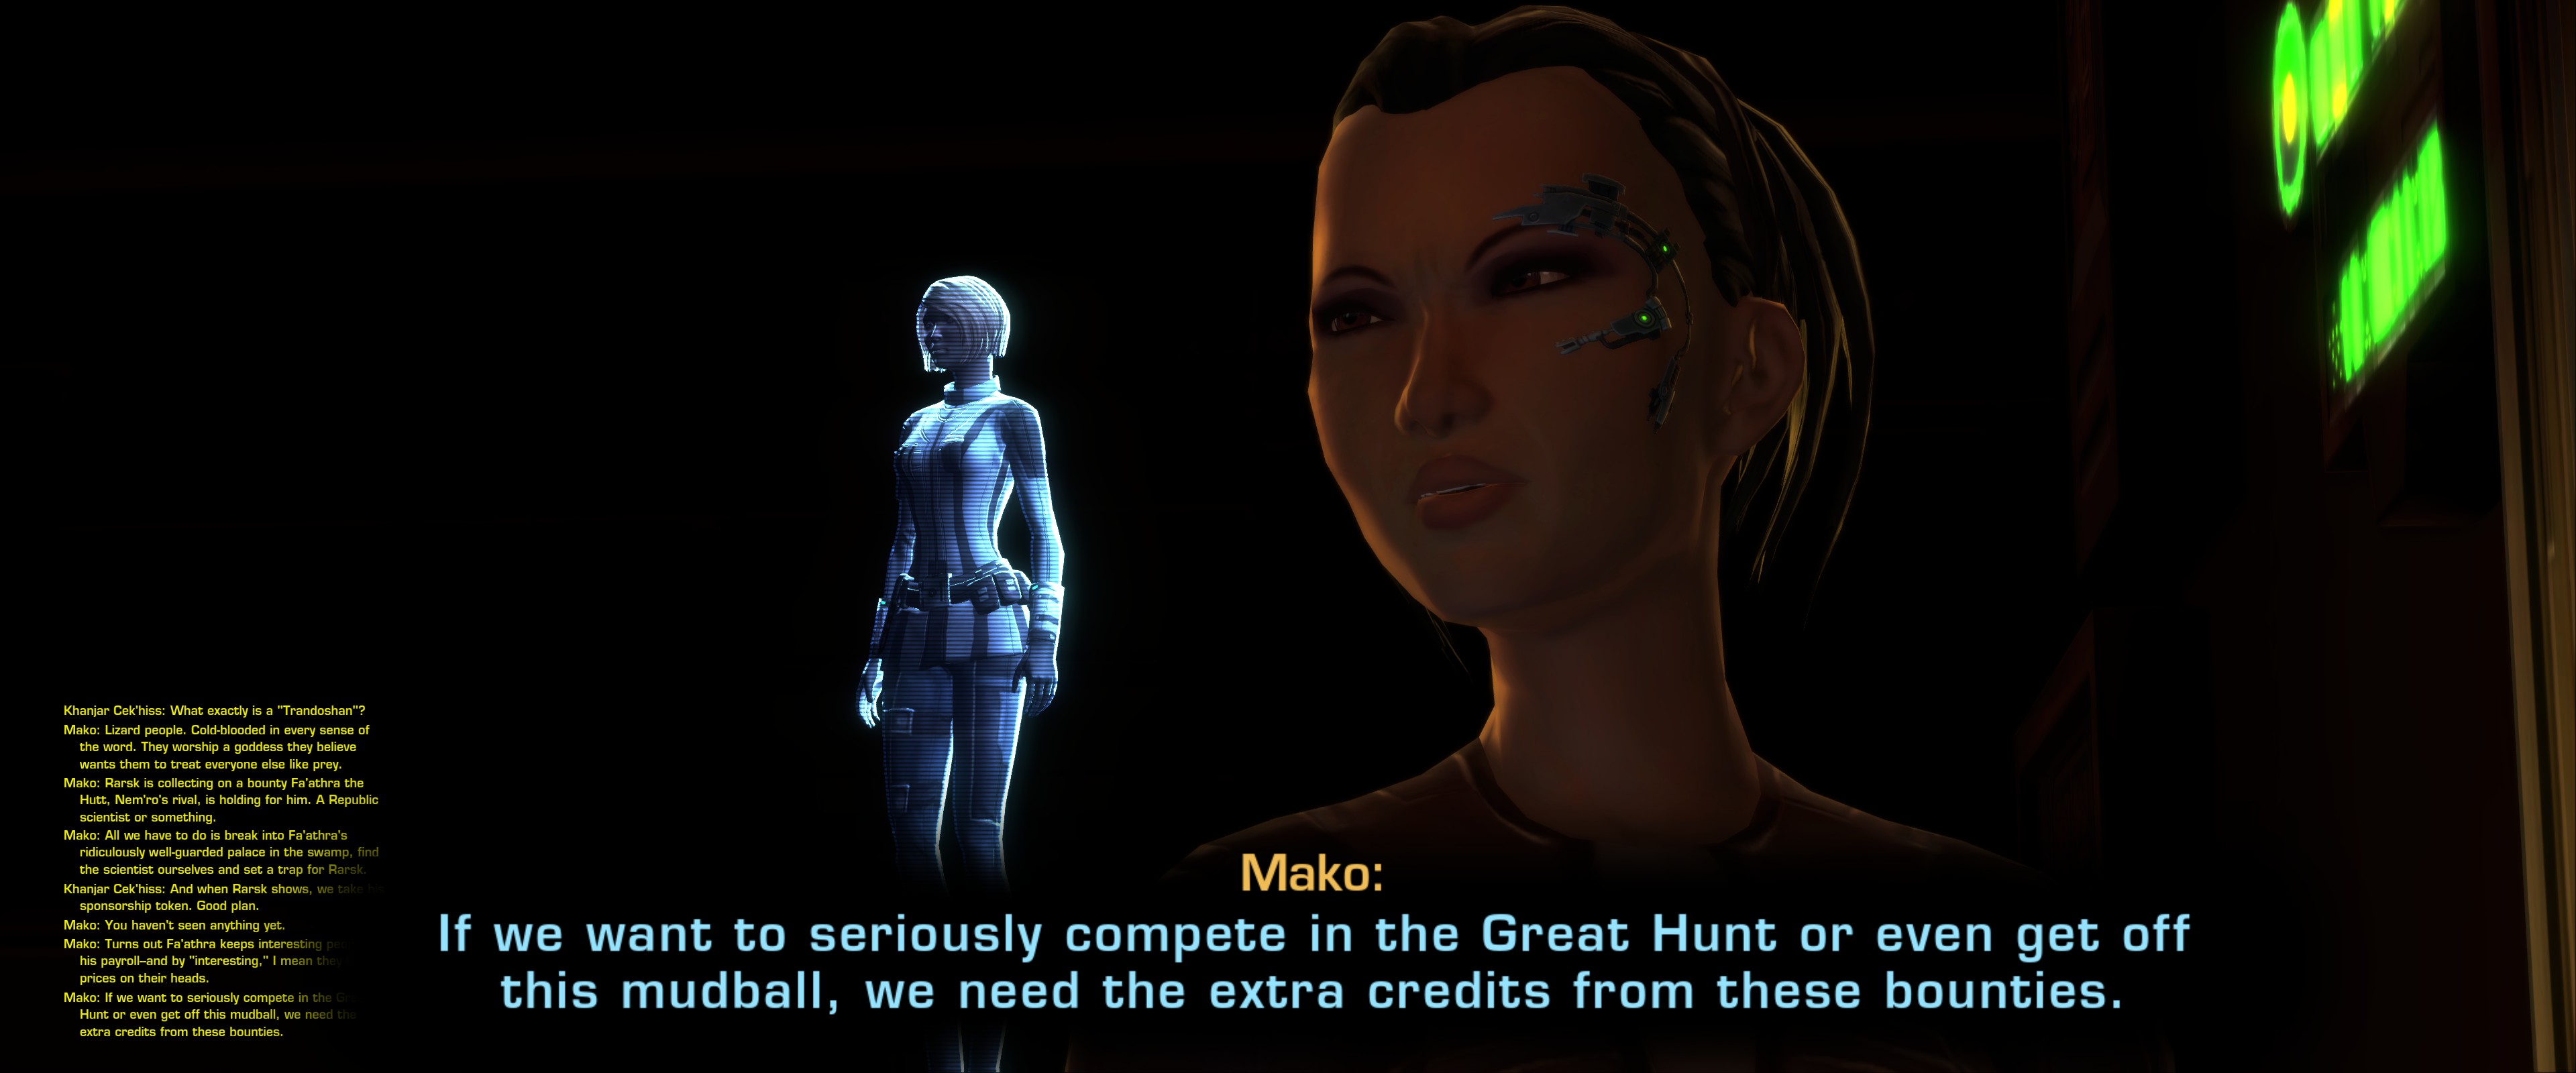 Khanjar Cek'hiss: What exactly is a "Trandoshan"?
Mako: Lizard people. Cold-blooded in every sense of
the word. They worship a goddess they believe
wants them to treat everyone else like prey.
Mako: Rarsk is collecting on a bounty Fa'athra the
Hutt, Nem'ro's rival, is holding for him. A Republic
scientist or something.
Mako: All we have to do is break into Fa'athra's
ridiculously well-guarded palace in the swamp, find
the scientist ourselves and set a trap for Rarsk.
Khanjar Cek'hiss: And when Rarsk shows, we take
sponsorship token. Good plan.
Mako: You haven't seen anything yet.
Mako: Turns out Fa'athra keeps interesting
his payroll–and by "interesting," I mean they
prices on their heads.
Mako: If we want to seriously compete in the
Hunt or even get off this mudball, we need the
extra credits from these bounties.
Mako:
If we want to seriously compete in the Great Hunt or even get off
this mudball, we need the extra credits from these bounties.